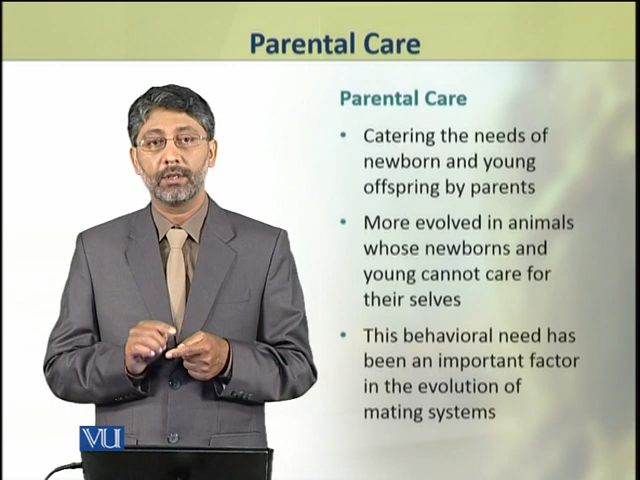 Parental Care
Parental Care
• Catering the needs of
newborn and young
offspring by parents
• More evolved in animals
whose newborns and
young cannot care for
their selves
• This behavioral need has
been an important factor
in the evolution of
mating systems
VU